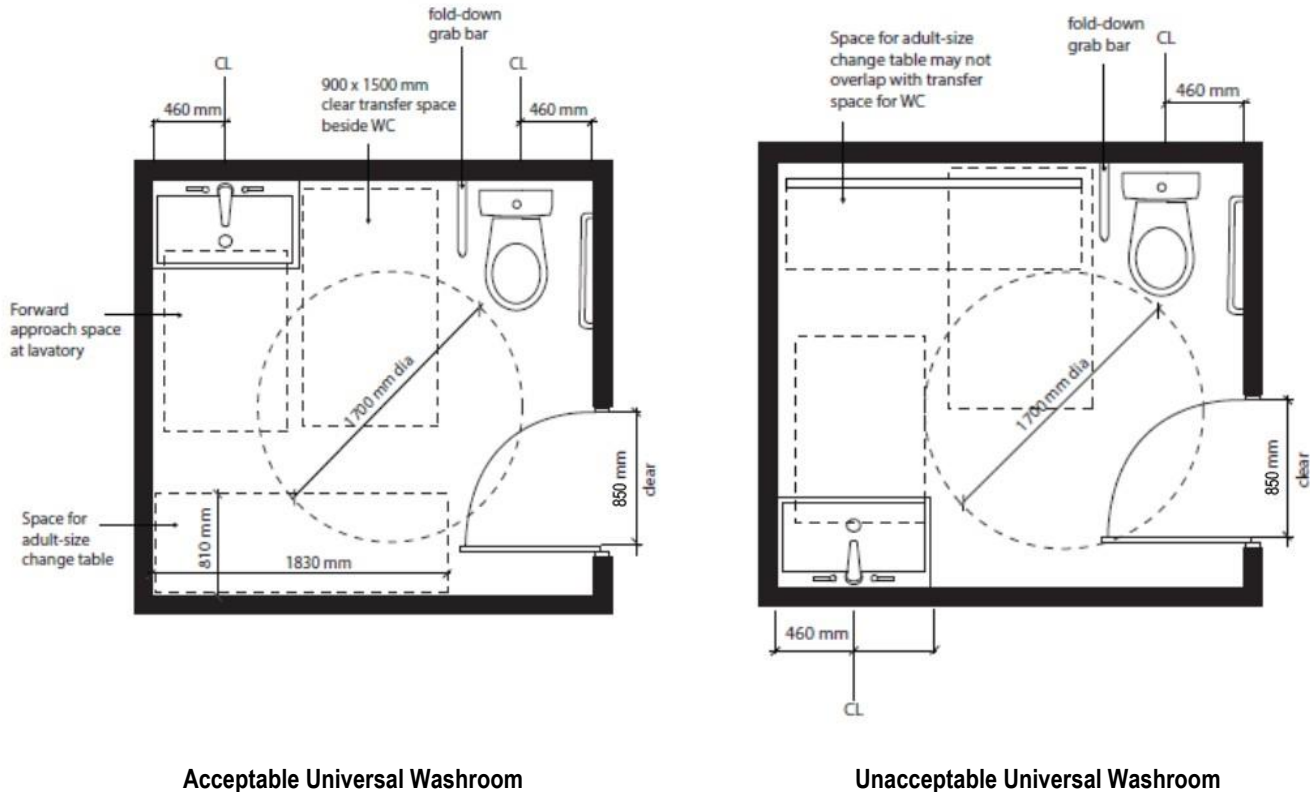 fold-down
grab bar
CL
CL
900 x 1500 mm
clear transfer space
beside WC
460 mm
460 mm
Forward
approach space
at lavatory
1700 mm dia
850 mm
clear
Space for
adult-size
change table
810 mm
1830 mm
Acceptable Universal Washroom
Space for adult-size
change table may not
overlap with transfer
space for WC
fold-down
grab bar
CL
460 mm
1700 mm dia
850 mm
clear
460 mm
CL
Unacceptable Universal Washroom